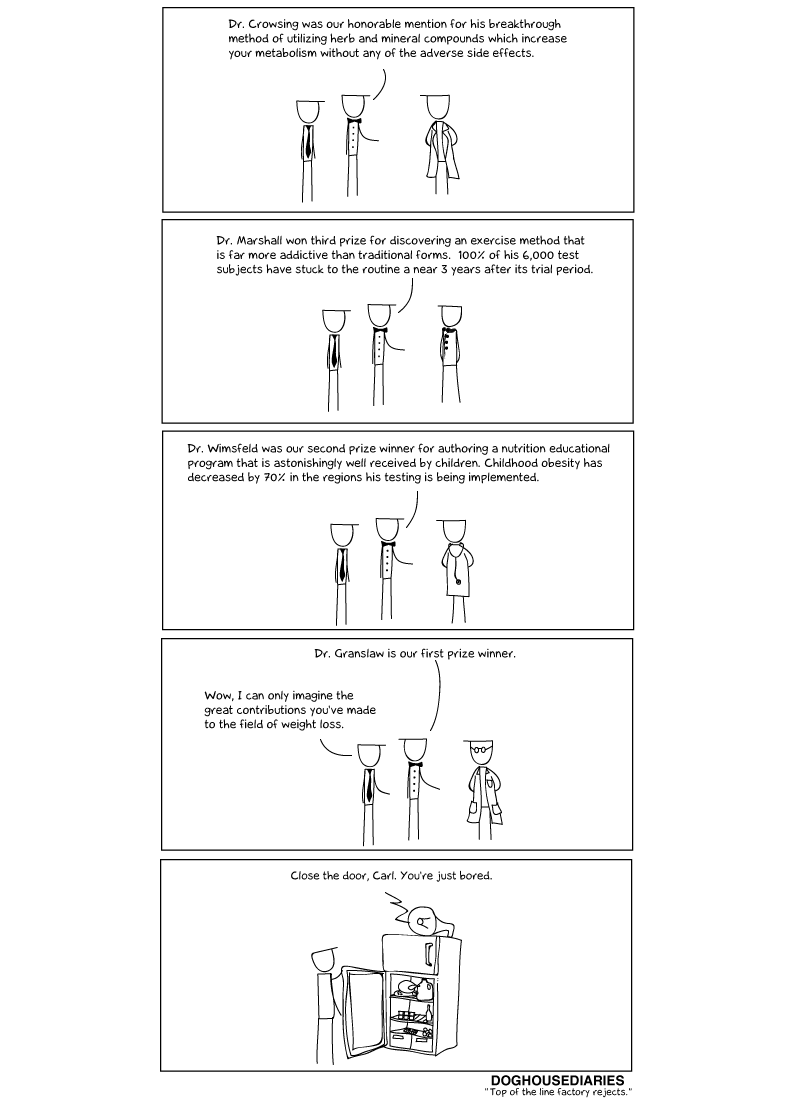 Dr. Crowsing was our honorable mention for his breakthrough
method of utilizing herb and mineral compounds which increase
your metabolism without any of the adverse side effects.
Dr. Marshall won third prize for discovering an exercise method that
is far more addictive than traditional forms. 100% of his 6,000 test
subjects have stuck to the routine a near 3 years after its trial period.
Dr. Wimsfeld was our second prize winner for authoring a nutrition educational
program that is astonishingly well received by children. Childhood obesity has
decreased by 70% in the regions his testing is being implemented.
Dr. Granslaw is our first prize winner.
Wow, I can only imagine the
great contributions you've made
to the field of weight loss.
Close the door, Carl. You're just bored.
DOGHOUSEDIARIES
"Top of the line factory rejects."